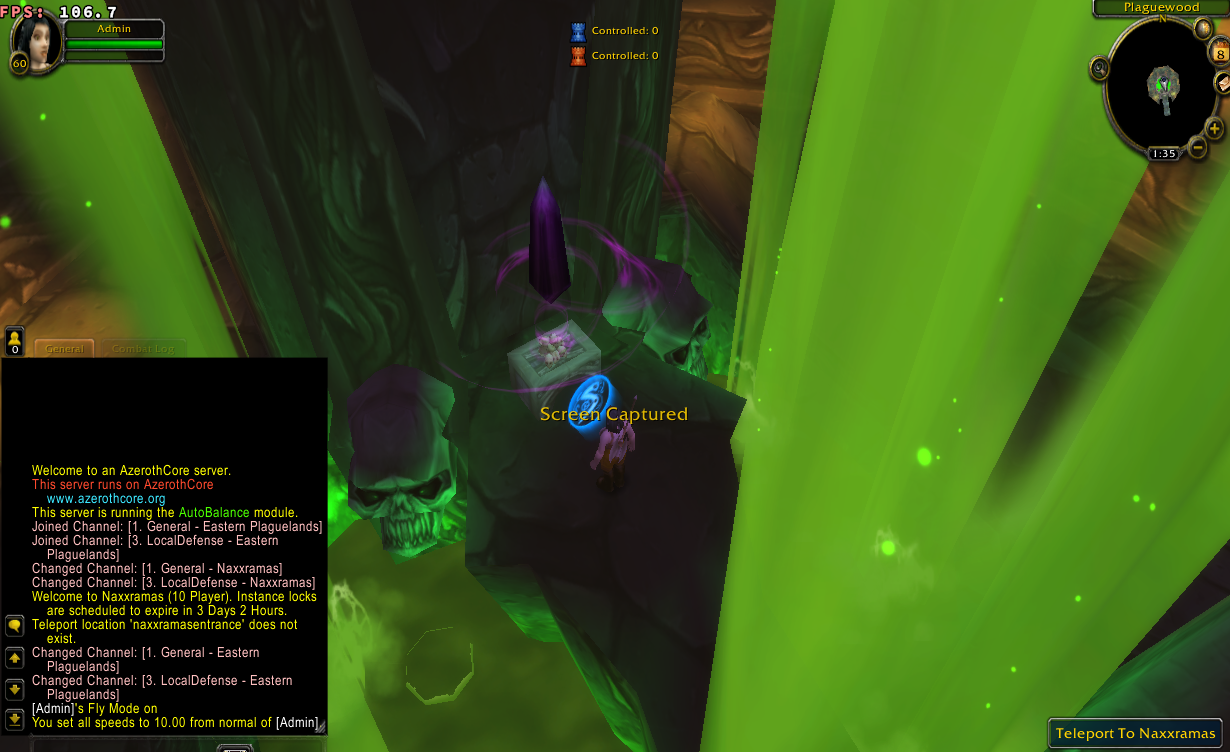 FPS: 106.7
Admin
60
Controlled: 0
Controlled: 0
Plaguewood
N
8
1:35
0
General
Combat Log
Screen Captured
Welcome to an AzerothCore server.
This server runs on AzerothCore
www.azerothcore.org
This server is running the AutoBalance module.
Joined Channel: [1. General - Eastern Plaguelands]
Joined Channel: [3. LocalDefense - Eastern
Plaguelands]
Changed Channel: [1. General - Naxxramas]
Changed Channel: [3. LocalDefense - Naxxramas]
Welcome to Naxxramas (10 Player). Instance locks
are scheduled to expire in 3 Days 2 Hours.
Teleport location 'naxxramasentrance' does not
exist.
Changed Channel: [1. General - Eastern
Plaguelands]
Changed Channel: [3. LocalDefense - Eastern
Plaguelands]
[Admin]'s Fly Mode on
You set all speeds to 10.00 from normal of [Admin]
Teleport To Naxxramas